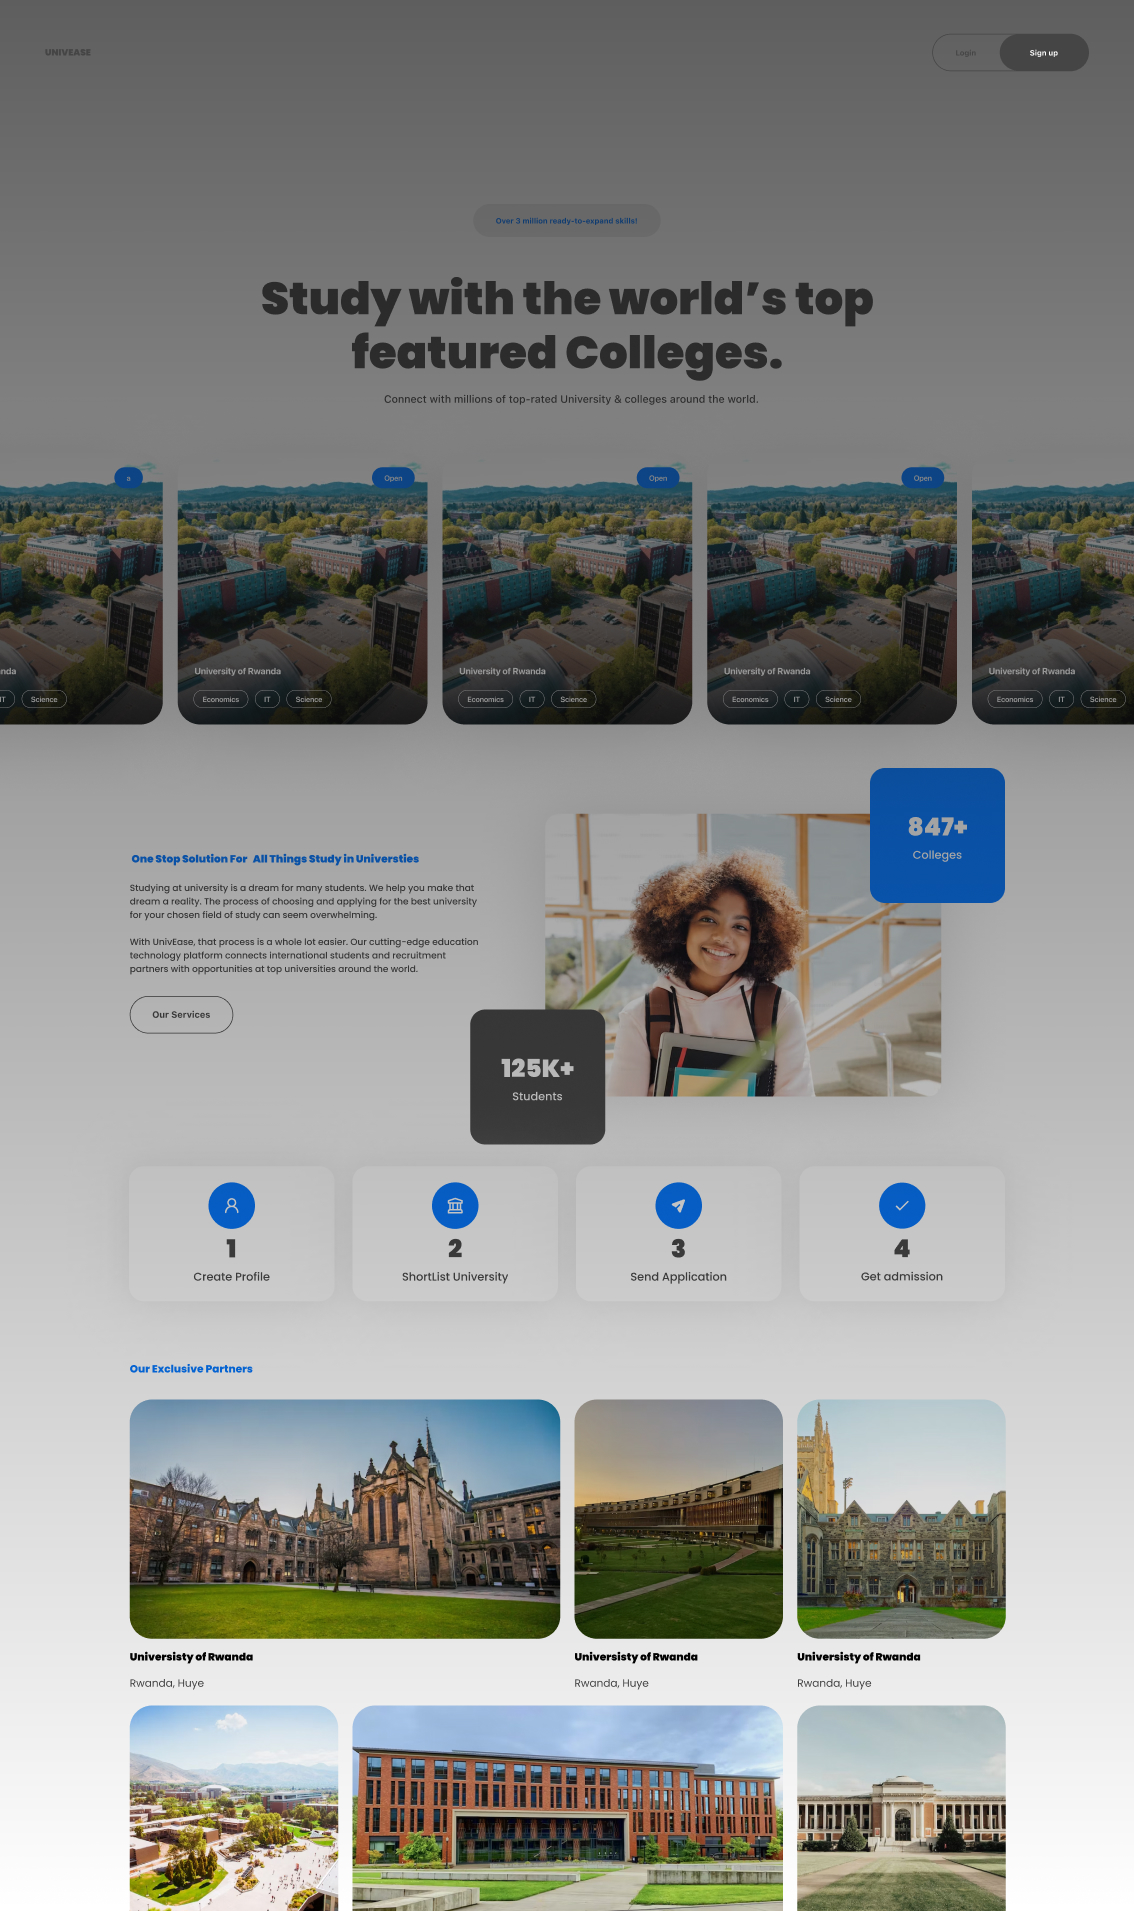 UNIVEASE
Login
Sign up
Over 3 million ready-to-expand skills!
Study with the world's top
featured Colleges.
Connect with millions of top-rated University & colleges around the world.
a
Open
Open
Open
nda
University of Rwanda
University of Rwanda
University of Rwanda
University of Rwanda
IT
Science
Economics
IT
Science
Economics
IT
Science
Economics
IT
Science
Economics
IT
Science
847+
Colleges
One Stop Solution For All Things Study in Universties
Studying at university is a dream for many students. We help you make that
dream a reality. The process of choosing and applying for the best university
for your chosen field of study can seem overwhelming.
With UnivEase, that process is a whole lot easier. Our cutting-edge education
technology platform connects international students and recruitment
partners with opportunities at top universities around the world.
Our Services
125K+
Students
1
Create Profile
2
ShortList University
3
Send Application
4
Get admission
Our Exclusive Partners
Universisty of Rwanda
Rwanda, Huye
Universisty of Rwanda
Rwanda, Huye
Universisty of Rwanda
Rwanda, Huye